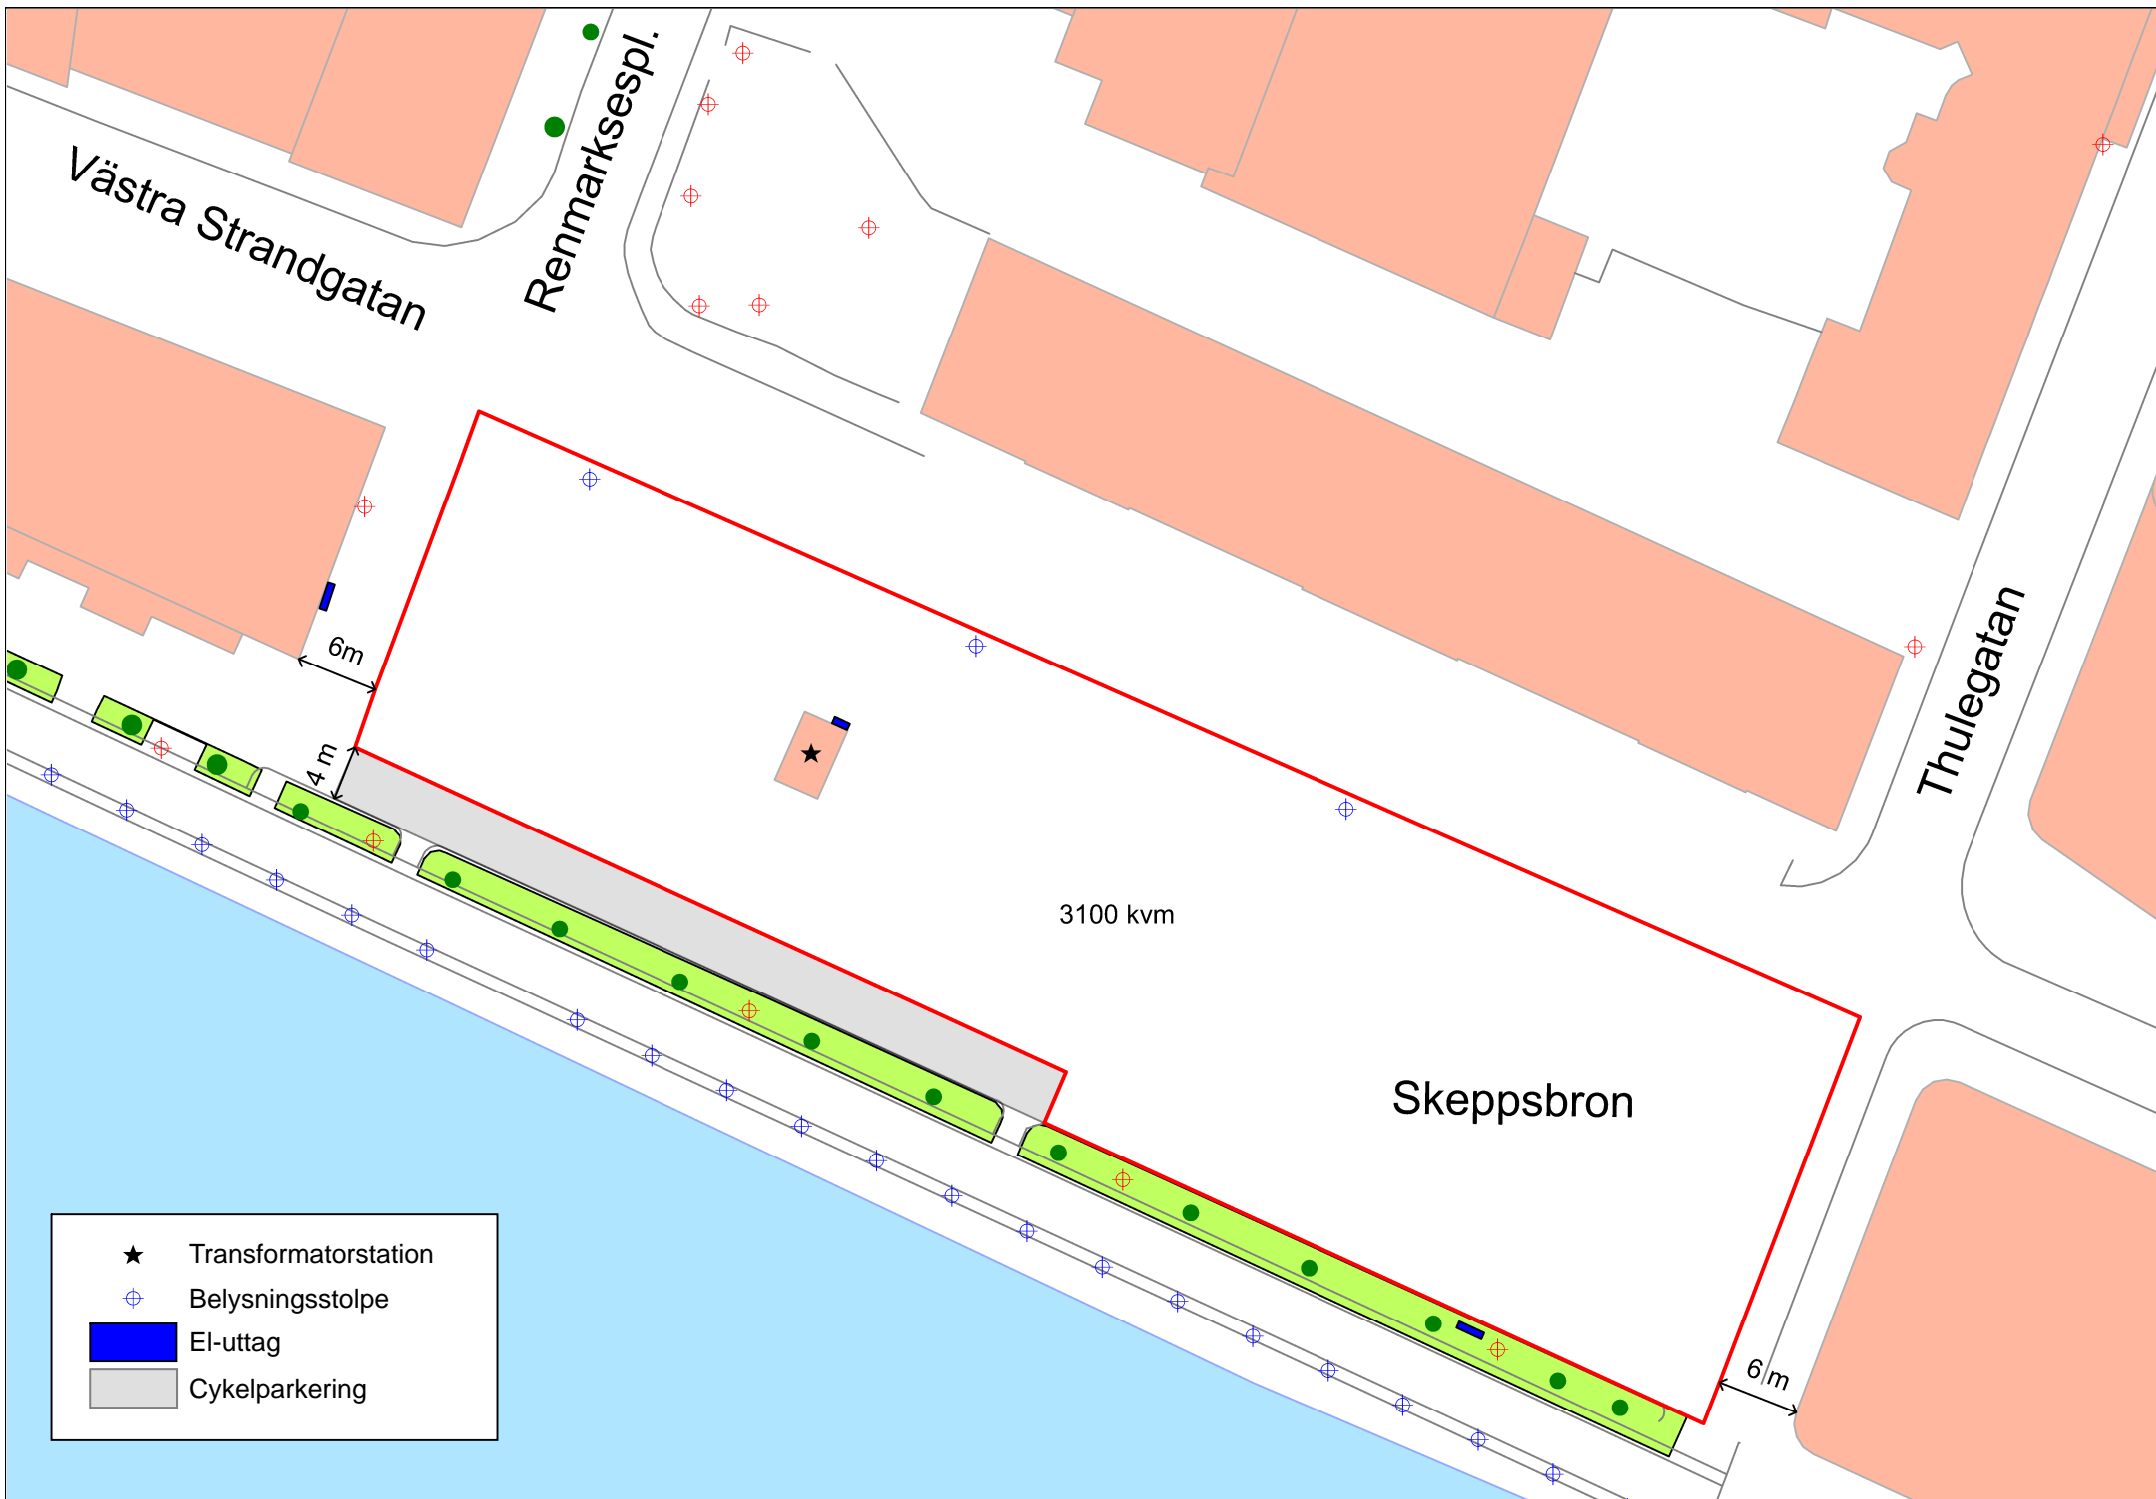 Västra Strandgatan
Renmarksespl.
6m
4 m
Thulegatan
3100 kvm
Skeppsbron
6 m
Transformatorstation
Belysningsstolpe
El-uttag
Cykelparkering